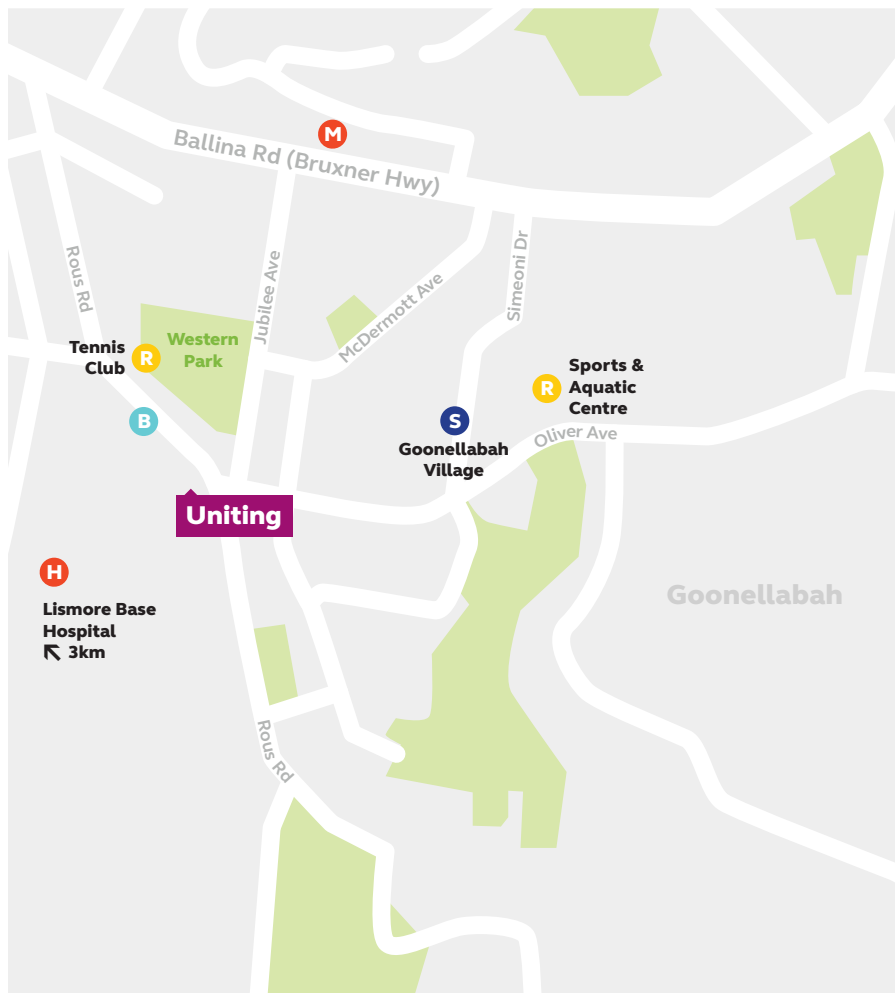 M
Ballina Rd (Bruxner Hwy)
Rous Rd
Jubilee Ave
McDermott Ave
Simeoni Dr
Tennis
Club
R
Western
Park
R
Sports &
Aquatic
Centre
B
S
Goonellabah
Village
Oliver Ave
Uniting
H
Lismore Base
Hospital
3km
Goonellabah
Rous Rd